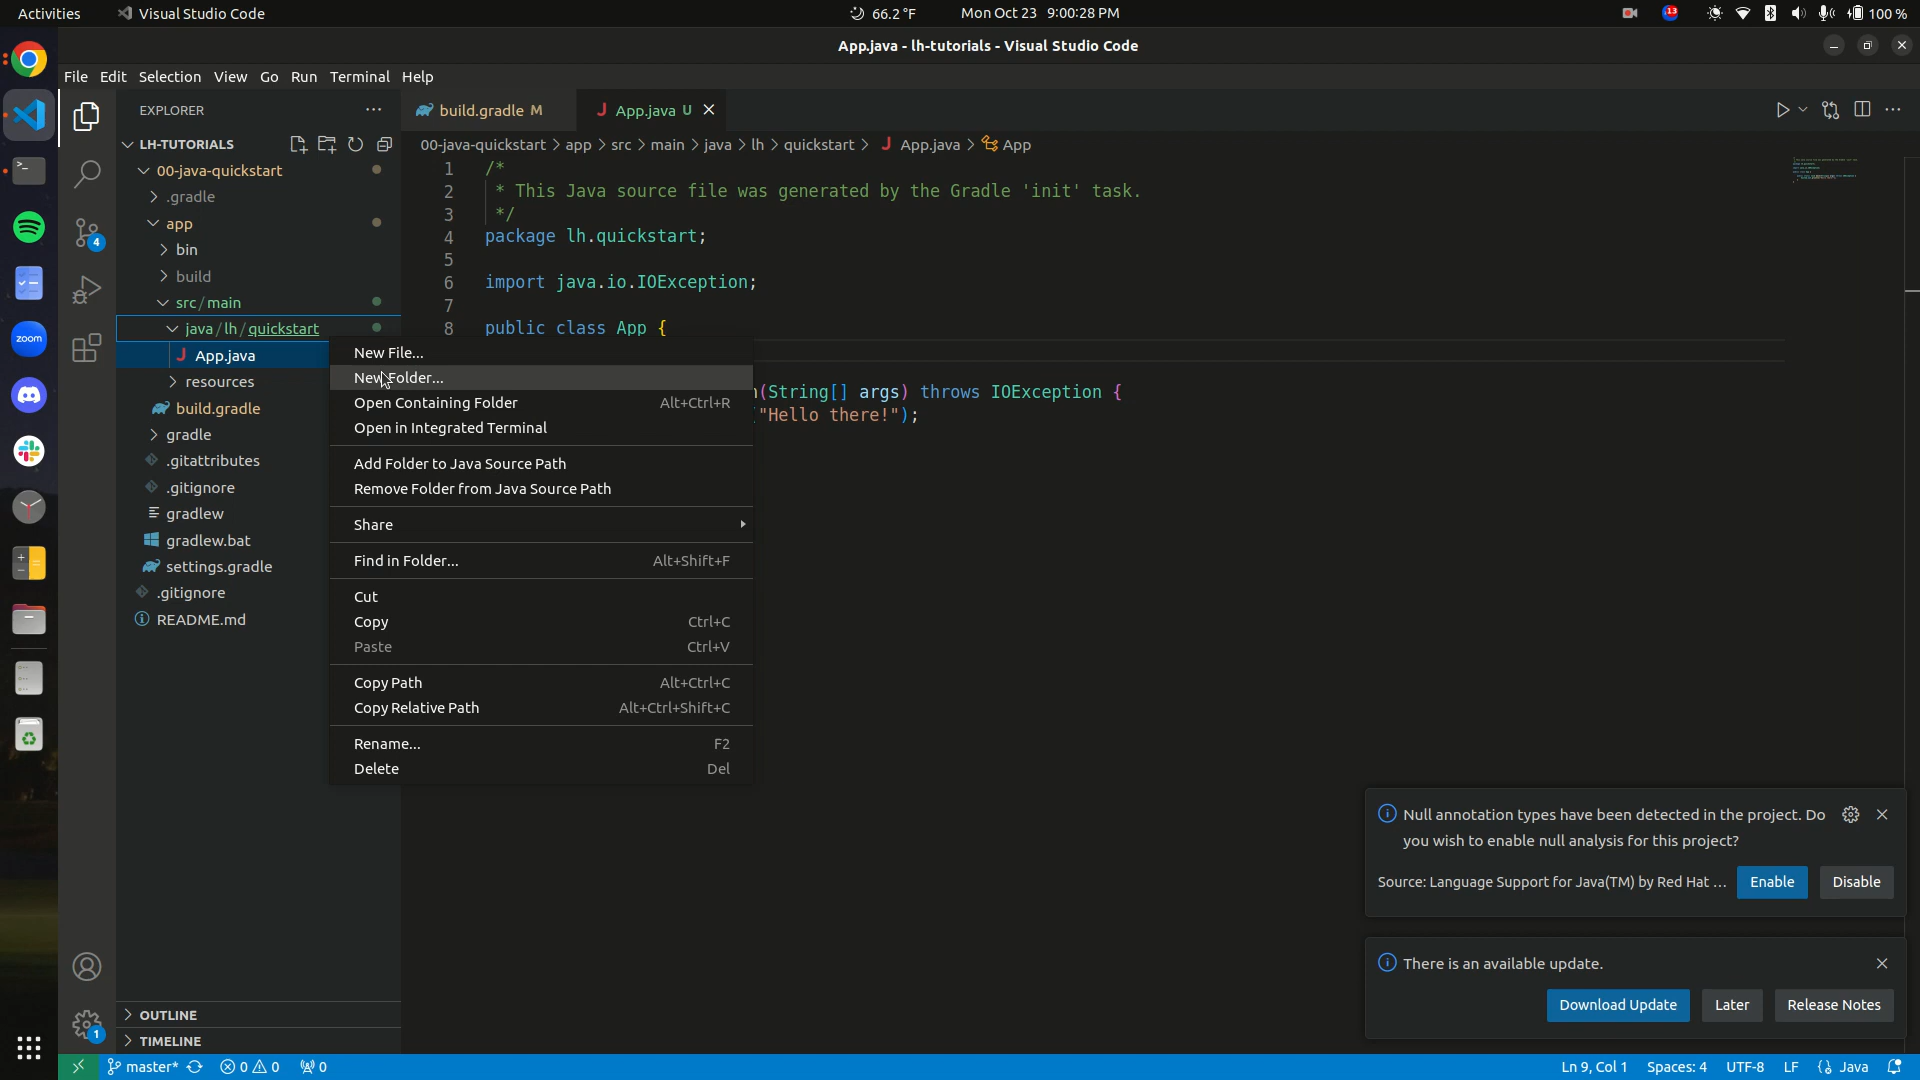 Activities
Visual Studio Code
66.2 °F
Mon Oct 23 9:00:28 PM
13
100 %
App.java - lh-tutorials - Visual Studio Code
File Edit Selection View Go Run Terminal Help
EXPLORER
build.gradle M
J App.java U
LH-TUTORIALS
00-java-quickstart > app > src > main > java > lh > quickstart > J App.java > App
00-java-quickstart
.gradle
app
bin
build
src/main
java/lh/quickstart
J App.java
resources
build.gradle
gradle
.gitattributes
.gitignore
gradlew
gradlew.bat
settings.gradle
.gitignore
README.md
zoom
4
1 /*
2 * This Java source file was generated by the Gradle 'init' task.
3 */
4 package lh.quickstart;
5
6 import java.io.IOException;
7
8 public class App {
(String[] args) throws IOException {
("Hello there!");
New File...
New Folder...
Open Containing Folder Alt+Ctrl+R
Open in Integrated Terminal
Add Folder to Java Source Path
Remove Folder from Java Source Path
Share
Find in Folder... Alt+Shift+F
Cut
Copy Ctrl+C
Paste Ctrl+V
Copy Path Alt+Ctrl+C
Copy Relative Path Alt+Ctrl+Shift+C
Rename... F2
Delete Del
Null annotation types have been detected in the project. Do
you wish to enable null analysis for this project?
Source: Language Support for Java(TM) by Red Hat ...
Enable
Disable
There is an available update.
Download Update
Later
Release Notes
OUTLINE
TIMELINE
1
master*
0 0
0
Ln 9, Col 1
Spaces: 4
UTF-8
LF
Java